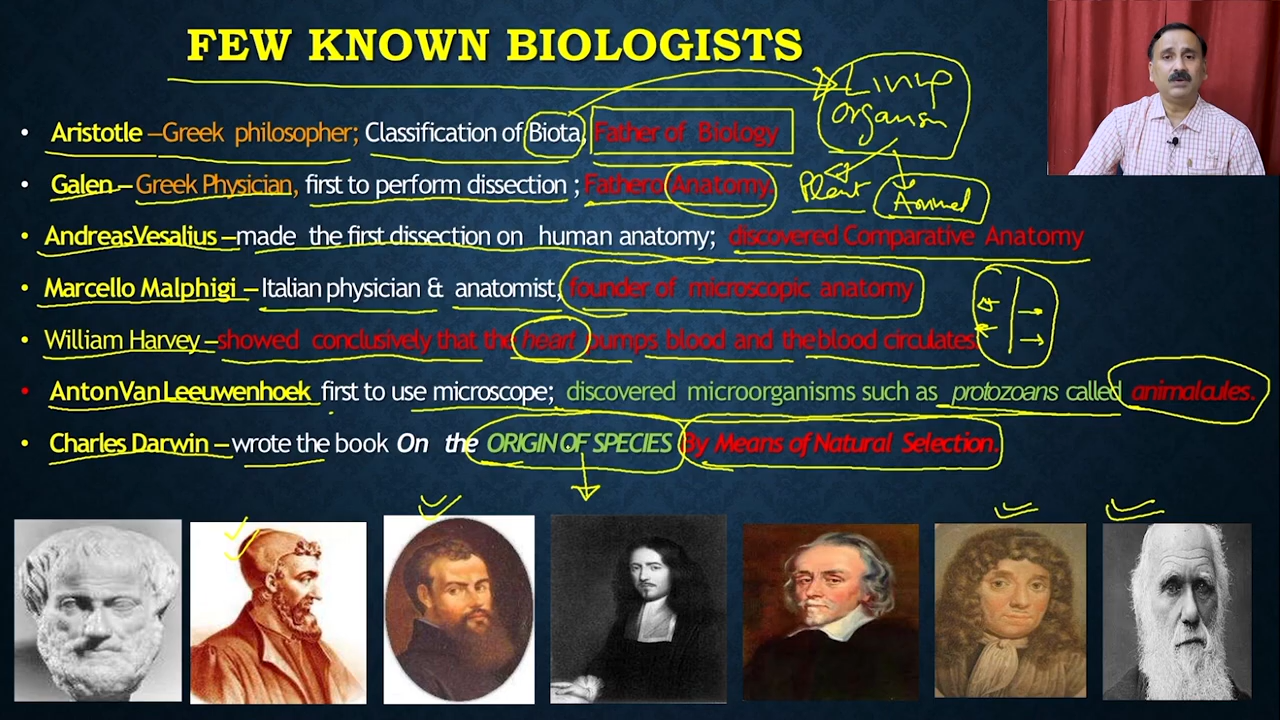 FEW KNOWN BIOLOGISTS
Living
organism
• Aristotle –Greek philosopher; Classification of Biota, Father of Biology
Plant
Animal
• Galen – Greek Physician, first to perform dissection ; Fatherof Anatomy.
• AndreasVesalius –made the first dissection on human anatomy; discovered Comparative Anatomy
• Marcello Malphigi – Italian physician & anatomist, founder of microscopic anatomy
• William Harvey –showed conclusively that the heart pumps blood and the blood circulates.
• AntonVanLeeuwenhoek first to use microscope; discovered microorganisms such as protozoans called animalcules.
• Charles Darwin – wrote the book On the ORIGIN OF SPECIES By Means of Natural Selection.